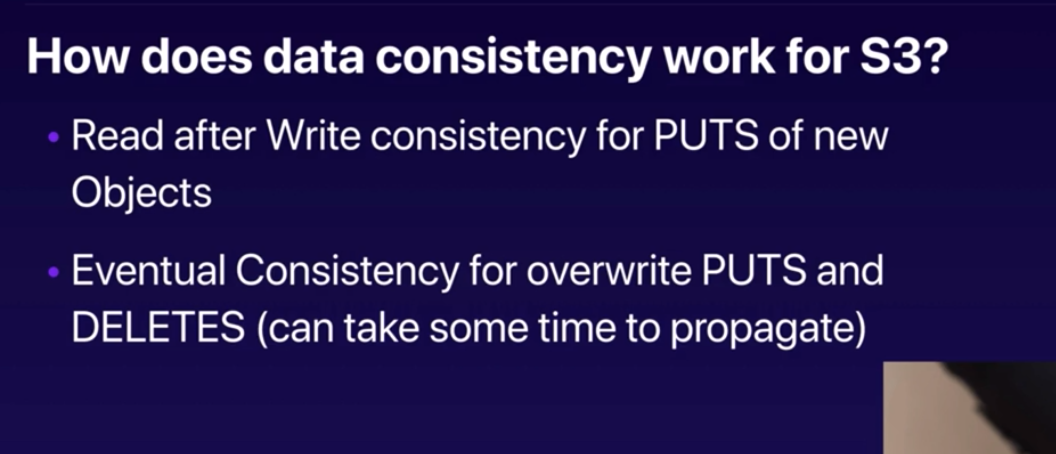 How does data consistency work for S3?
• Read after Write consistency for PUTS of new
Objects
• Eventual Consistency for overwrite PUTS and
DELETES (can take some time to propagate)